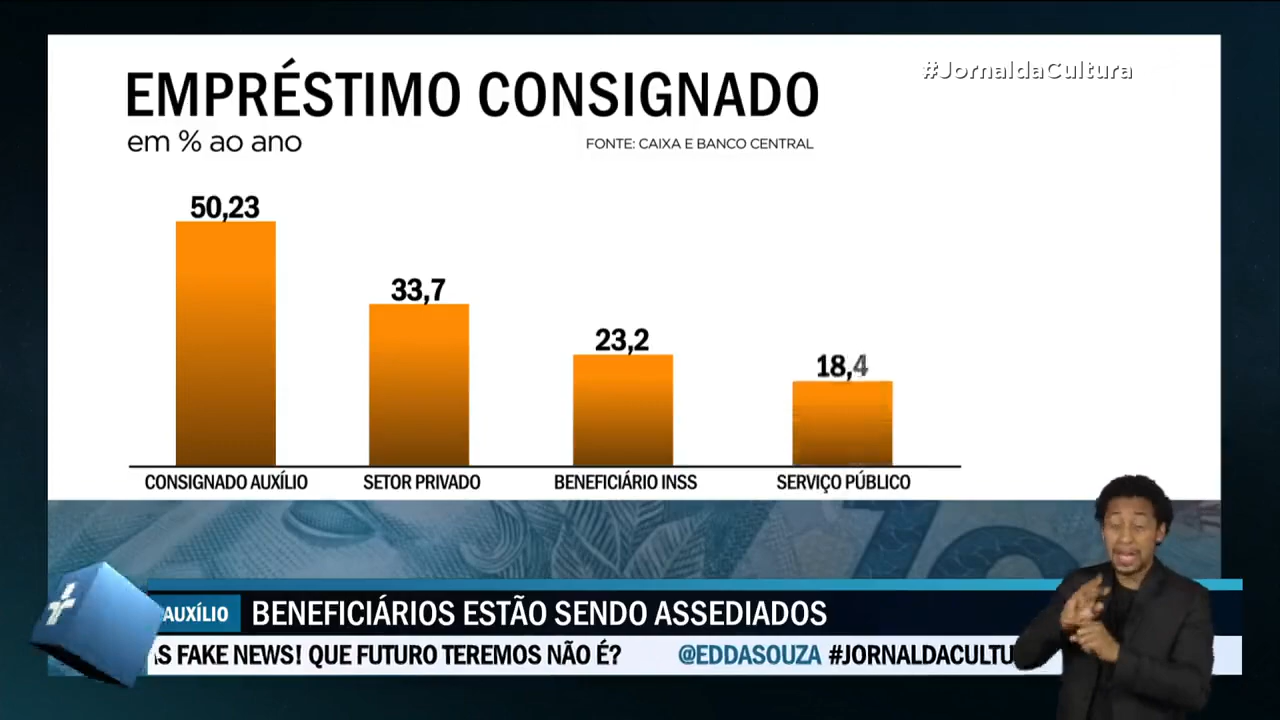 #JornaldaCultura
EMPRÉSTIMO CONSIGNADO
em % ao ano
FONTE: CAIXA E BANCO CENTRAL
50,23
33,7
23,2
18,4
CONSIGNADO AUXÍLIO
SETOR PRIVADO
BENEFICIÁRIO INSS
SERVIÇO PÚBLICO
AUXÍLIO
BENEFICIÁRIOS ESTÃO SENDO ASSEDIADOS
FAKE NEWS! QUE FUTURO TEREMOS NÃO É? @EDDASOUZA #JORNALDACULTU